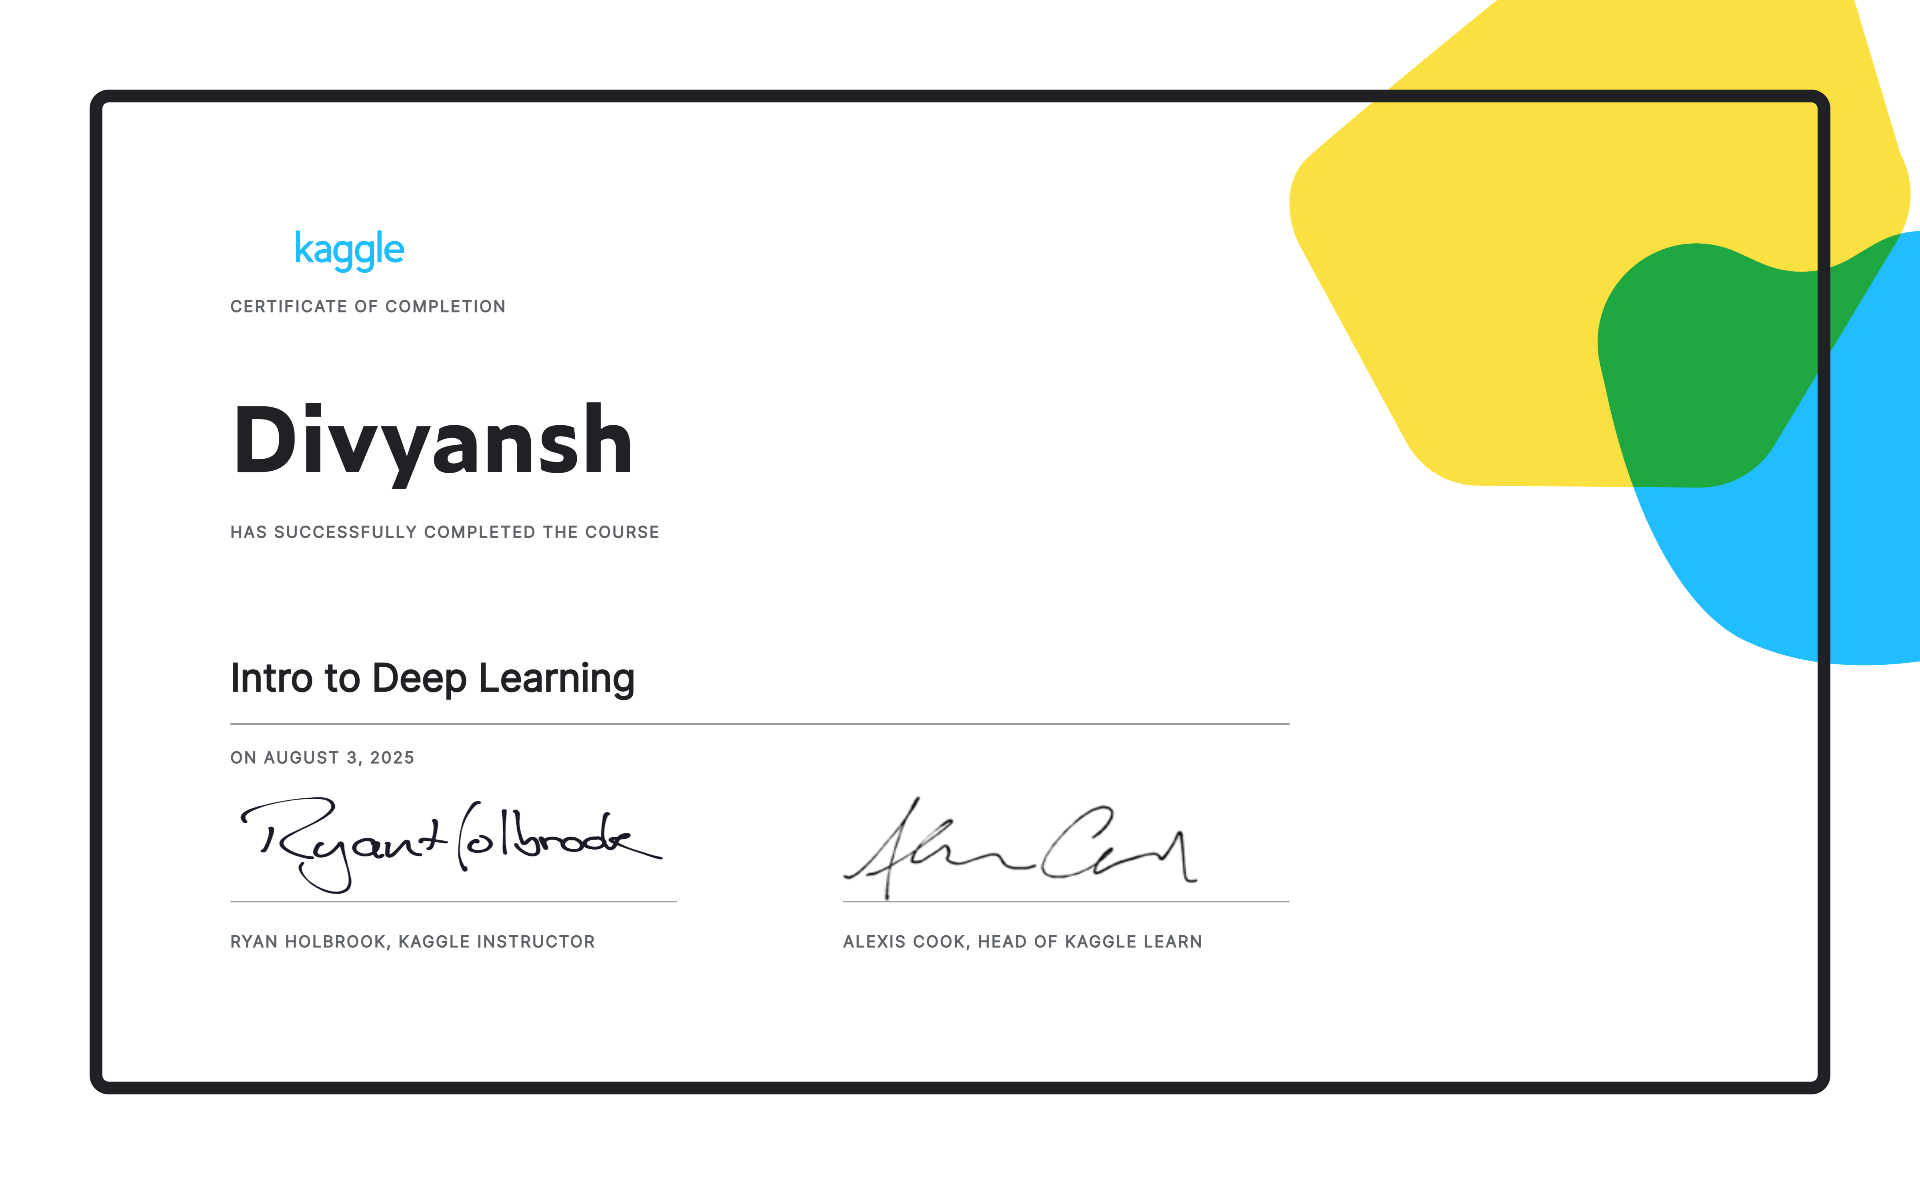 kaggle
CERTIFICATE OF COMPLETION
Divyansh
HAS SUCCESSFULLY COMPLETED THE COURSE
Intro to Deep Learning
ON AUGUST 3, 2025
Ryan Holbrook
Alexis Cook
RYAN HOLBROOK, KAGGLE INSTRUCTOR
ALEXIS COOK, HEAD OF KAGGLE LEARN